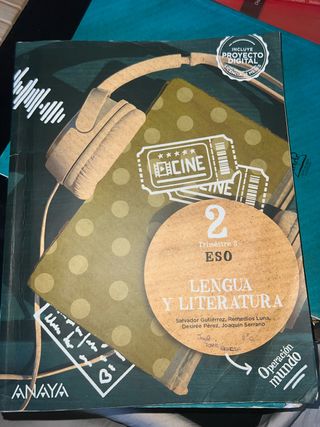 INCLUYE
PROYECTO
DIGITAL
CINE
2
Trimestre
ESO
LENGUA
Y LITERATURA
Salvador Gutiérrez, Remedios Luna,
Desirée Pérez, Joaquín Serrano
Operación
mundo
ANAYA